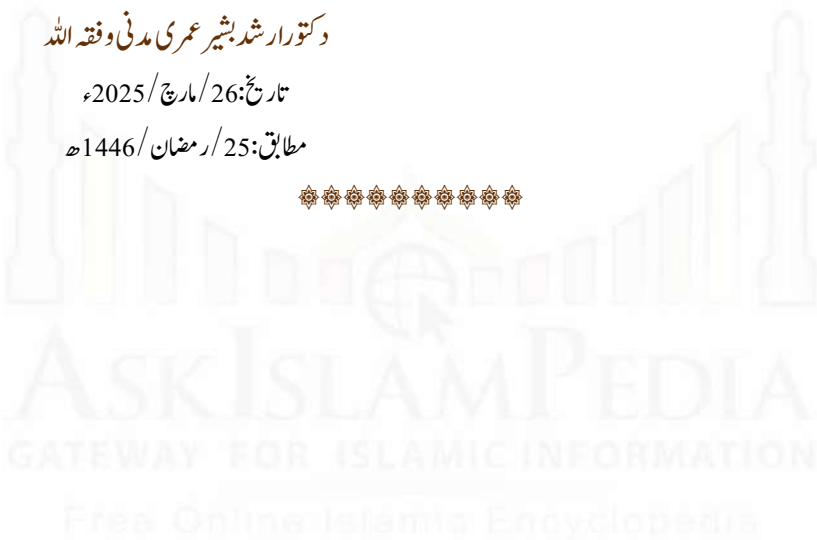 دکتور ارشد بشیر عمری مدنی وفقہ اللہ
تاریخ:26/مارچ/2025ء
مطابق:25/رمضان/1446ھ
ASKISLAMPEDIA
GATEWAY FOR ISLAMIC INFORMATION
Free Online Islamic Encyclopedia